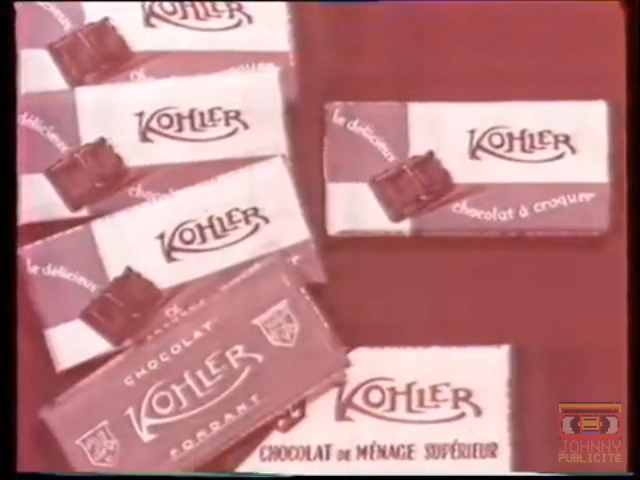 KOHLER
le délicieux
KOHLER
chocolat
le délicieux
KOHLER
CHOCOLAT
KOHLER
FONDANT
le délicieux
KOHLER
chocolat à croquer
KOHLER
CHOCOLAT DE MÉNAGE SUPÉRIEUR
JOHNNY
PUBLICITÉ